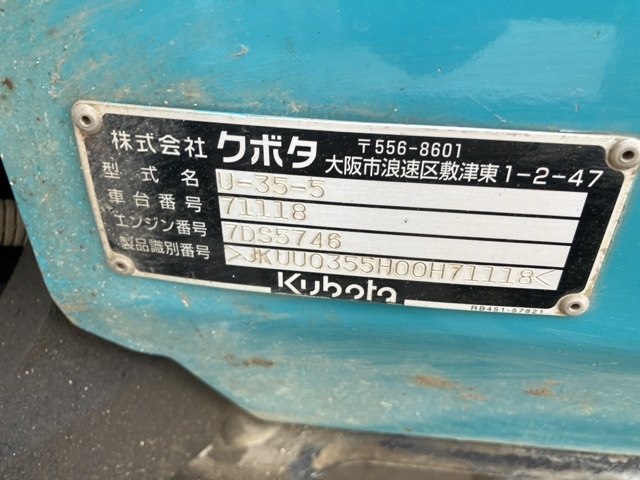 株式会社 クボタ 〒556-8601
大阪市浪速区敷津東1-2-47
型式名 U-35-5
車台番号 71118
エンジン番号 7DS5746
製品識別番号 >JKUU0355H00H71118<
Kubota
RB451-57821